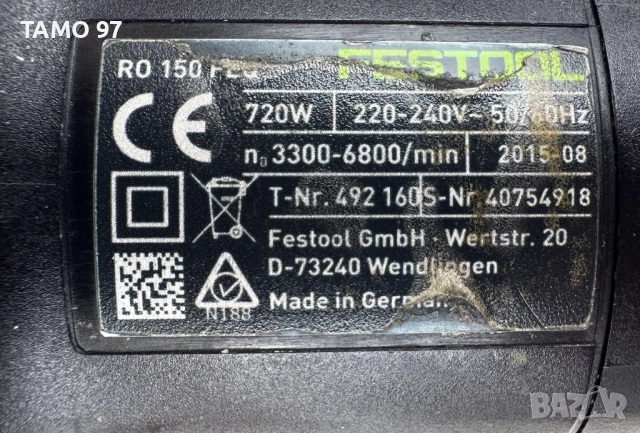 TAMO 97
RO 150 FEQ
FESTOOL
CE
720W
220-240V~ 50/60Hz
n₀ 3300-6800/min
2015-08
T-Nr. 492 160
S-Nr. 40754918
Festool GmbH · Wertstr. 20
D-73240 Wendlingen
N188
Made in Germany
BAZAR